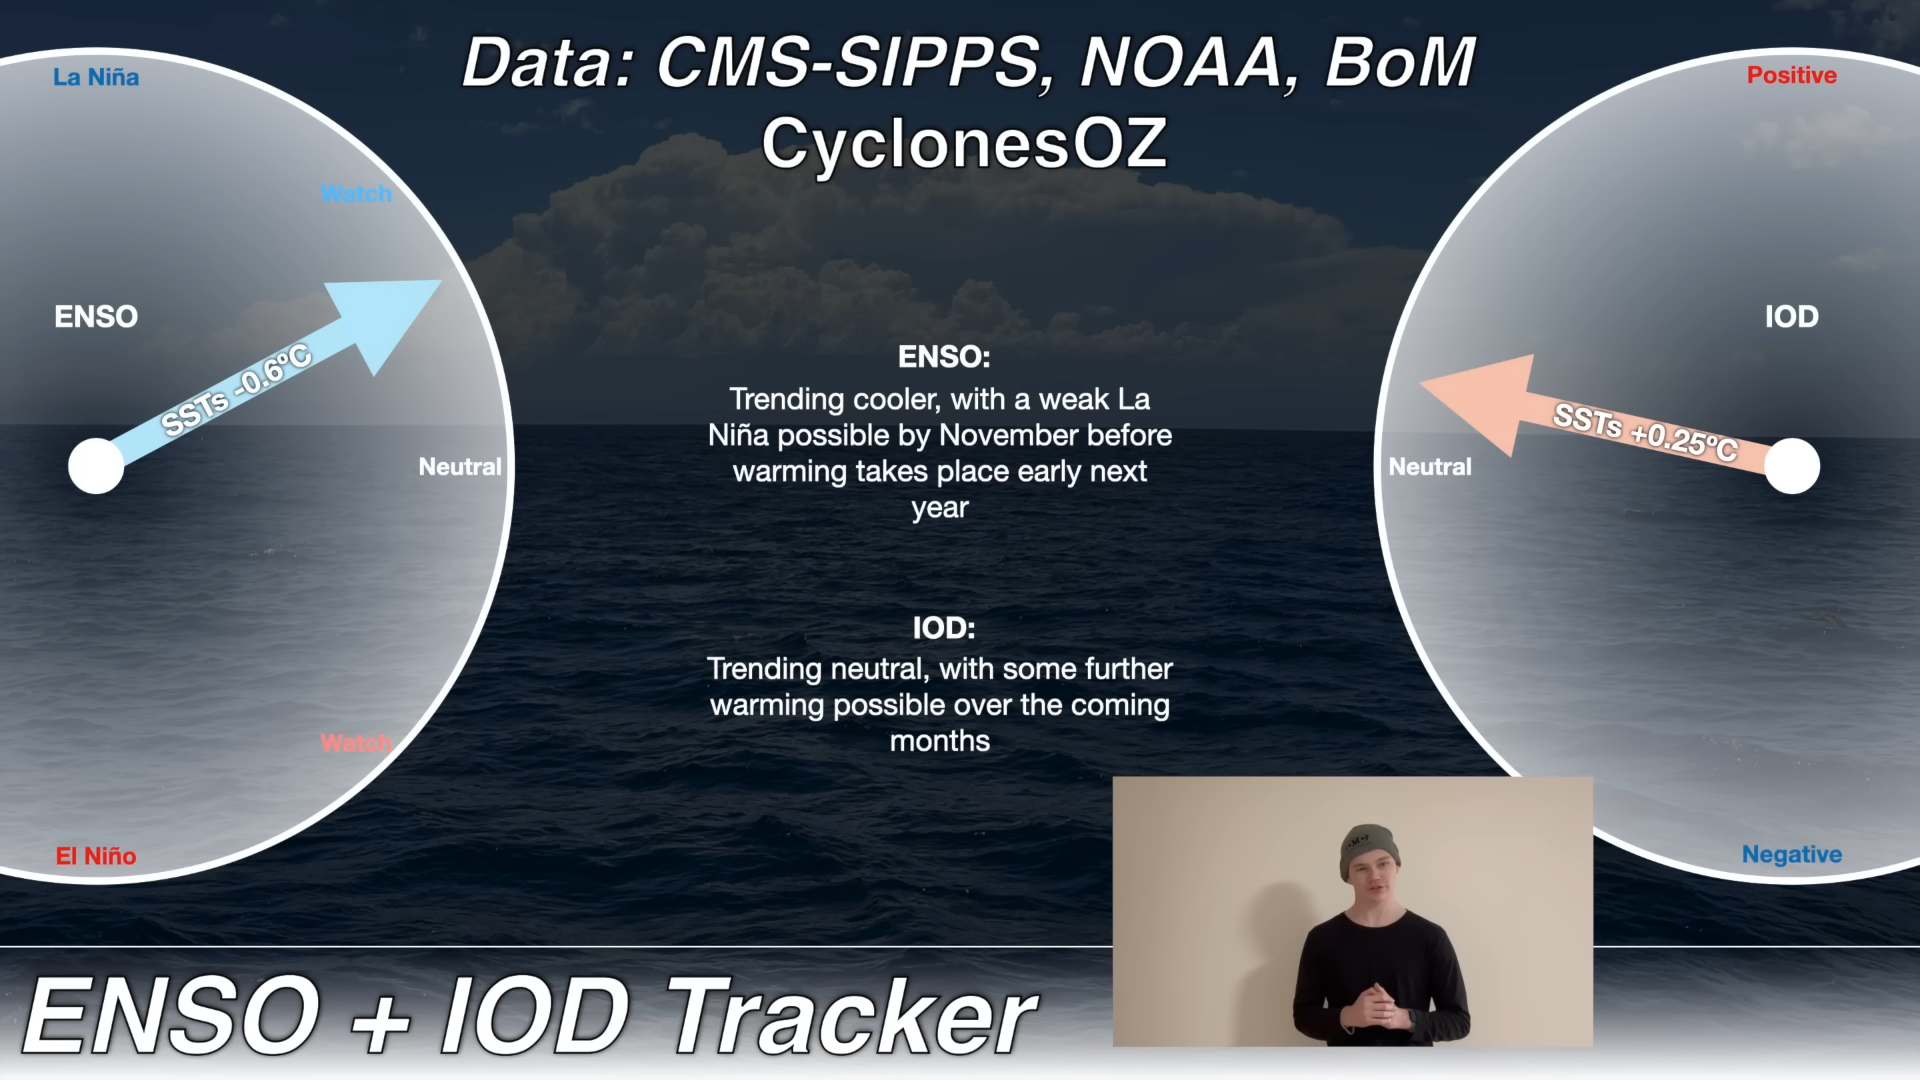 Data: CMS-SIPPS, NOAA, BoM
CyclonesOZ
La Niña
Watch
ENSO
SSTs -0.6ºC
Neutral
Watch
El Niño
ENSO:
Trending cooler, with a weak La
Niña possible by November before
warming takes place early next
year
IOD:
Trending neutral, with some further
warming possible over the coming
months
Positive
IOD
SSTs +0.25ºC
Neutral
Negative
ENSO + IOD Tracker